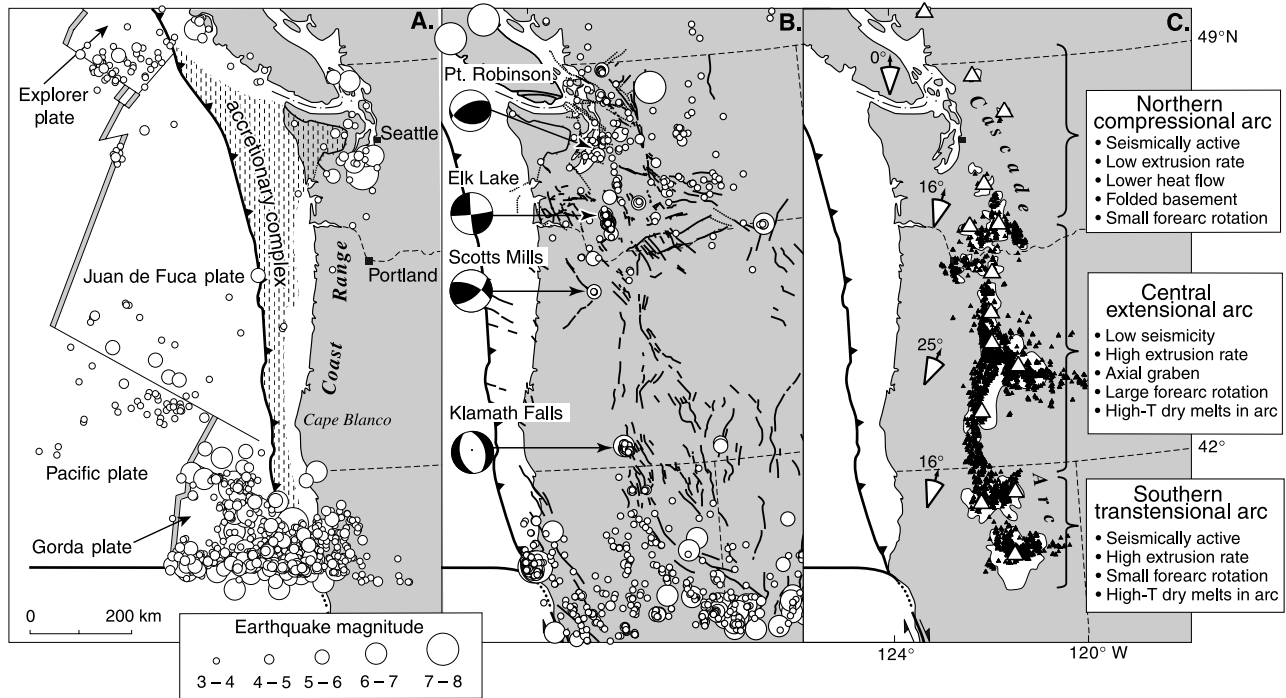 A.
Explorer
plate
accretionary complex
Seattle
Juan de Fuca plate
Portland
Coast Range
Cape Blanco
Pacific plate
Gorda plate
0 200 km
Earthquake magnitude
3 – 4 4 – 5 5 – 6 6 – 7 7 – 8
B.
Pt. Robinson
Elk Lake
Scotts Mills
Klamath Falls
C.
49° N
0°
16°
25°
16°
42°
124°
120° W
Cascade Arc
Northern
compressional arc
• Seismically active
• Low extrusion rate
• Lower heat flow
• Folded basement
• Small forearc rotation
Central
extensional arc
• Low seismicity
• High extrusion rate
• Axial graben
• Large forearc rotation
• High-T dry melts in arc
Southern
transtensional arc
• Seismically active
• High extrusion rate
• Small forearc rotation
• High-T dry melts in arc